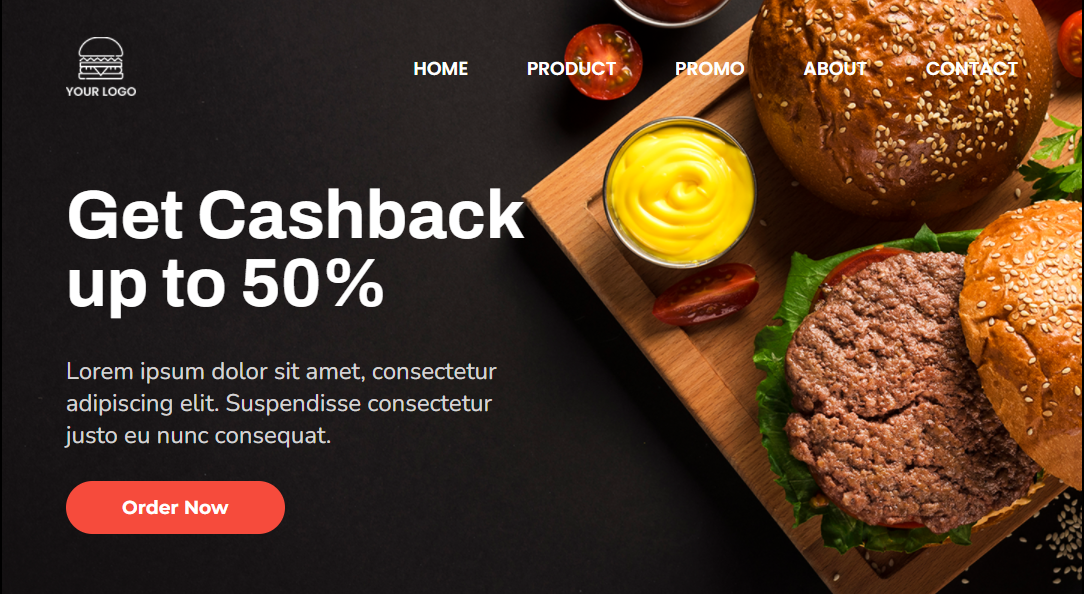 YOUR LOGO
HOME PRODUCT PROMO ABOUT CONTACT
Get Cashback
up to 50%
Lorem ipsum dolor sit amet, consectetur
adipiscing elit. Suspendisse consectetur
justo eu nunc consequat.
Order Now